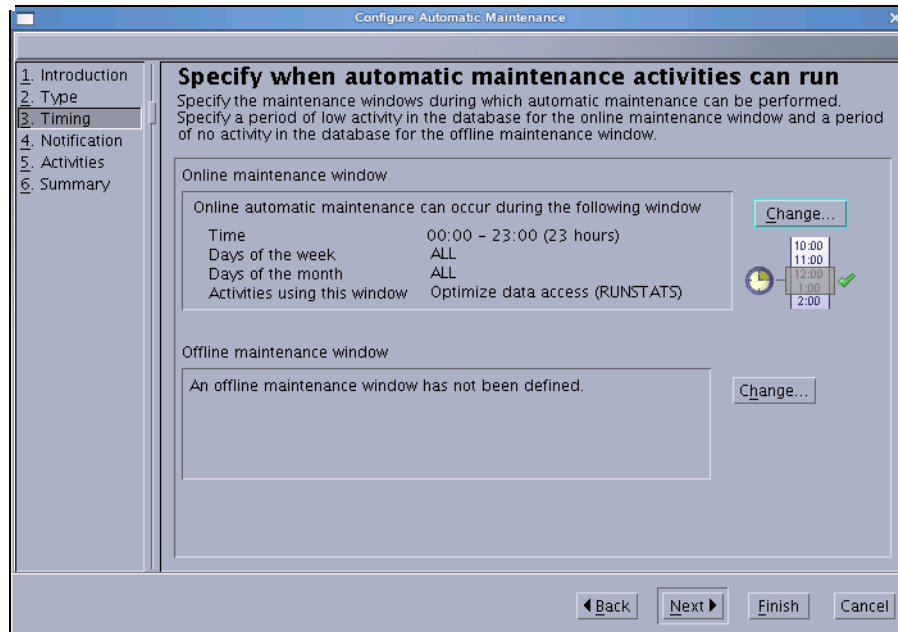 Configure Automatic Maintenance
1. Introduction
2. Type
3. Timing
4. Notification
5. Activities
6. Summary
Specify when automatic maintenance activities can run
Specify the maintenance windows during which automatic maintenance can be performed.
Specify a period of low activity in the database for the online maintenance window and a period
of no activity in the database for the offline maintenance window.
Online maintenance window
Online automatic maintenance can occur during the following window
Time 00:00 – 23:00 (23 hours)
Days of the week ALL
Days of the month ALL
Activities using this window Optimize data access (RUNSTATS)
Change...
10:00
11:00
12:00
1:00
2:00
Offline maintenance window
An offline maintenance window has not been defined.
Change...
Back Next Finish Cancel